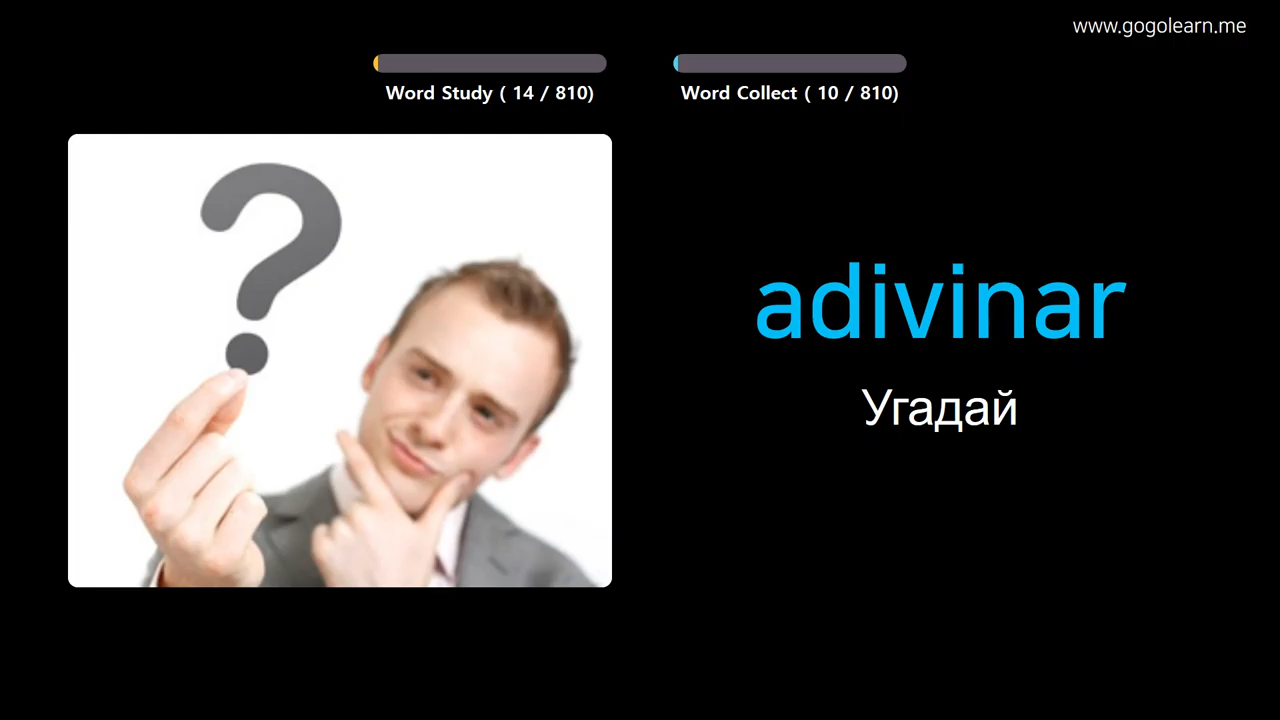 www.gogolearn.me
Word Study ( 14 / 810)
Word Collect ( 10 / 810)
?
adivinar
Угадай